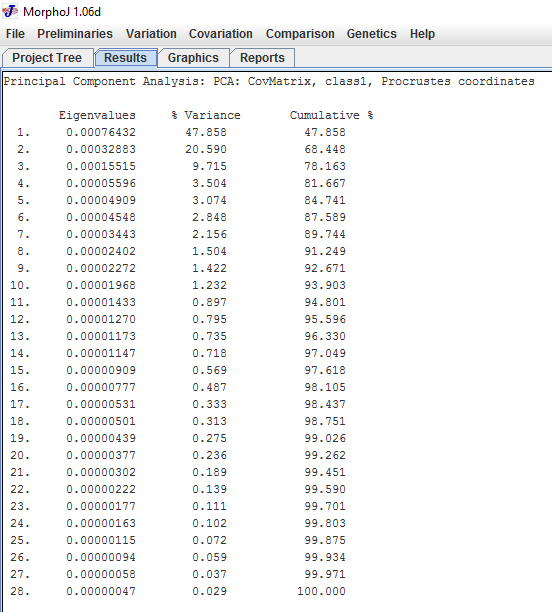 MorphoJ 1.06d
File Preliminaries Variation Covariation Comparison Genetics Help
Project Tree Results Graphics Reports
Principal Component Analysis: PCA: CovMatrix, class1, Procrustes coordinates
Eigenvalues % Variance Cumulative %
1. 0.00076432 47.858 47.858
2. 0.00032883 20.590 68.448
3. 0.00015515 9.715 78.163
4. 0.00005596 3.504 81.667
5. 0.00004909 3.074 84.741
6. 0.00004548 2.848 87.589
7. 0.00003443 2.156 89.744
8. 0.00002402 1.504 91.249
9. 0.00002272 1.422 92.671
10. 0.00001968 1.232 93.903
11. 0.00001433 0.897 94.801
12. 0.00001270 0.795 95.596
13. 0.00001173 0.735 96.330
14. 0.00001147 0.718 97.049
15. 0.00000909 0.569 97.618
16. 0.00000777 0.487 98.105
17. 0.00000531 0.333 98.437
18. 0.00000501 0.313 98.751
19. 0.00000439 0.275 99.026
20. 0.00000377 0.236 99.262
21. 0.00000302 0.189 99.451
22. 0.00000222 0.139 99.590
23. 0.00000177 0.111 99.701
24. 0.00000163 0.102 99.803
25. 0.00000115 0.072 99.875
26. 0.00000094 0.059 99.934
27. 0.00000058 0.037 99.971
28. 0.00000047 0.029 100.000